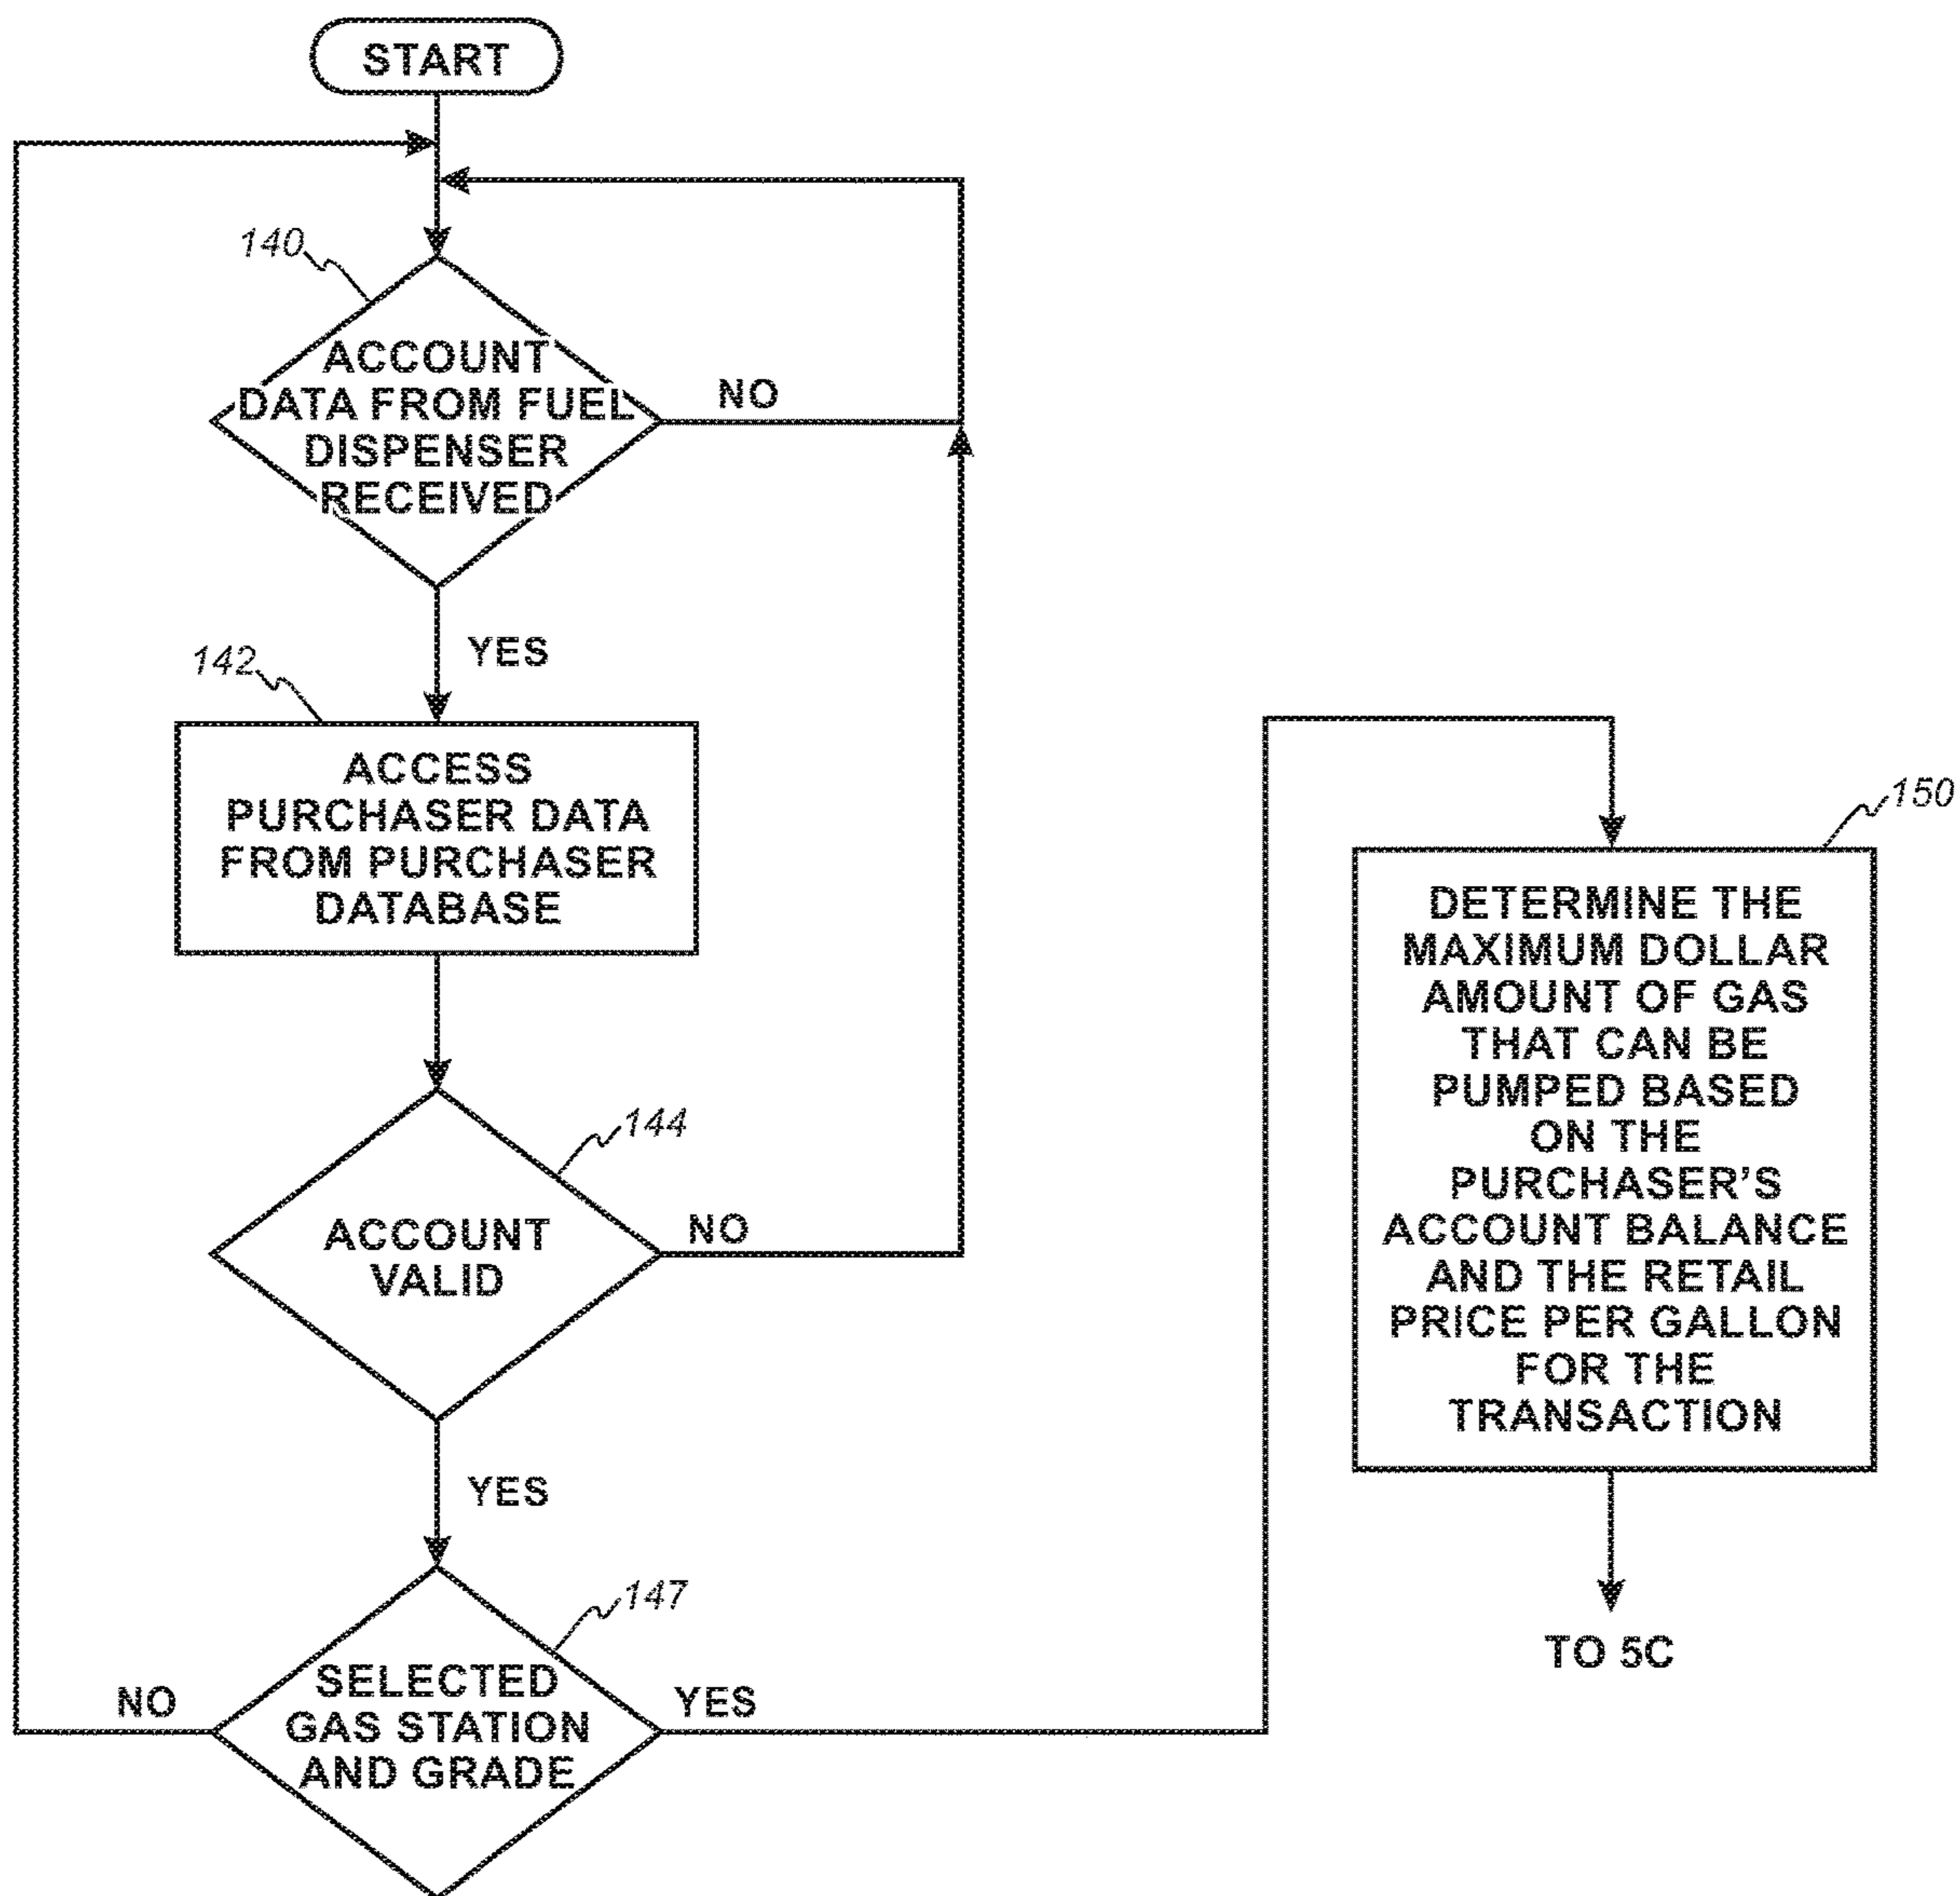 START
140
ACCOUNT
DATA FROM FUEL
DISPENSER
RECEIVED
NO
YES
142
ACCESS
PURCHASER DATA
FROM PURCHASER
DATABASE
144
ACCOUNT
VALID
NO
YES
147
SELECTED
GAS STATION
AND GRADE
NO
YES
150
DETERMINE THE
MAXIMUM DOLLAR
AMOUNT OF GAS
THAT CAN BE
PUMPED BASED
ON THE
PURCHASER'S
ACCOUNT BALANCE
AND THE RETAIL
PRICE PER GALLON
FOR THE
TRANSACTION
TO 5C